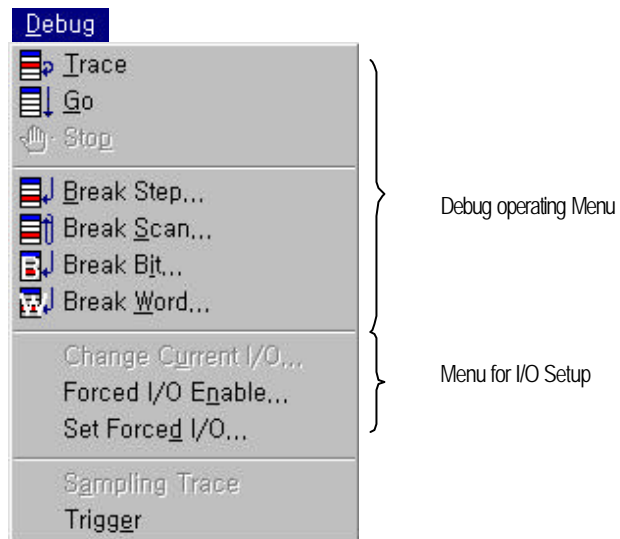 Debug
Trace
Go
Stop
Break Step...
Break Scan...
Break Bit...
Break Word...
Debug operating Menu
Change Current I/O...
Forced I/O Enable...
Set Forced I/O...
Menu for I/O Setup
Sampling Trace
Trigger